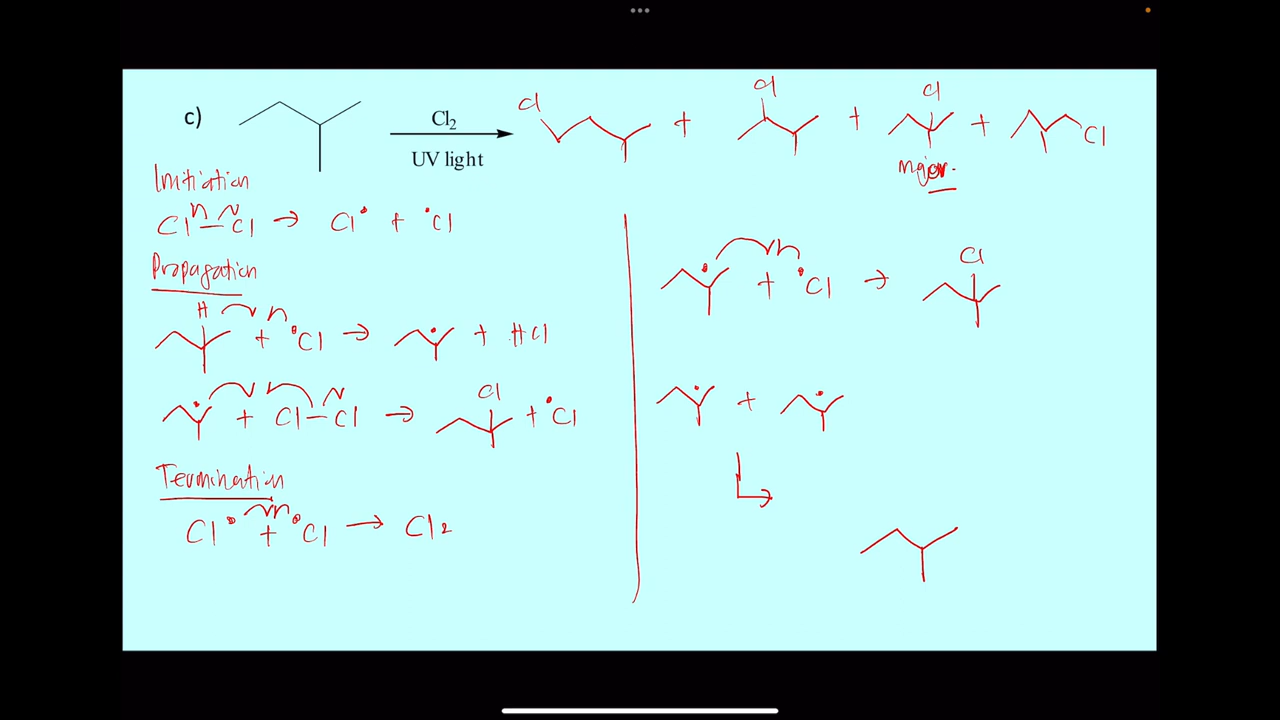 c) Cl₂ UV light Cl + Cl + Cl + Cl
major.
Initiation
Cl–Cl → Cl• + •Cl
Propagation
H + •Cl → • + HCl
• + Cl–Cl → Cl + •Cl
Termination
Cl• + •Cl → Cl₂
• + •Cl → Cl
• + •